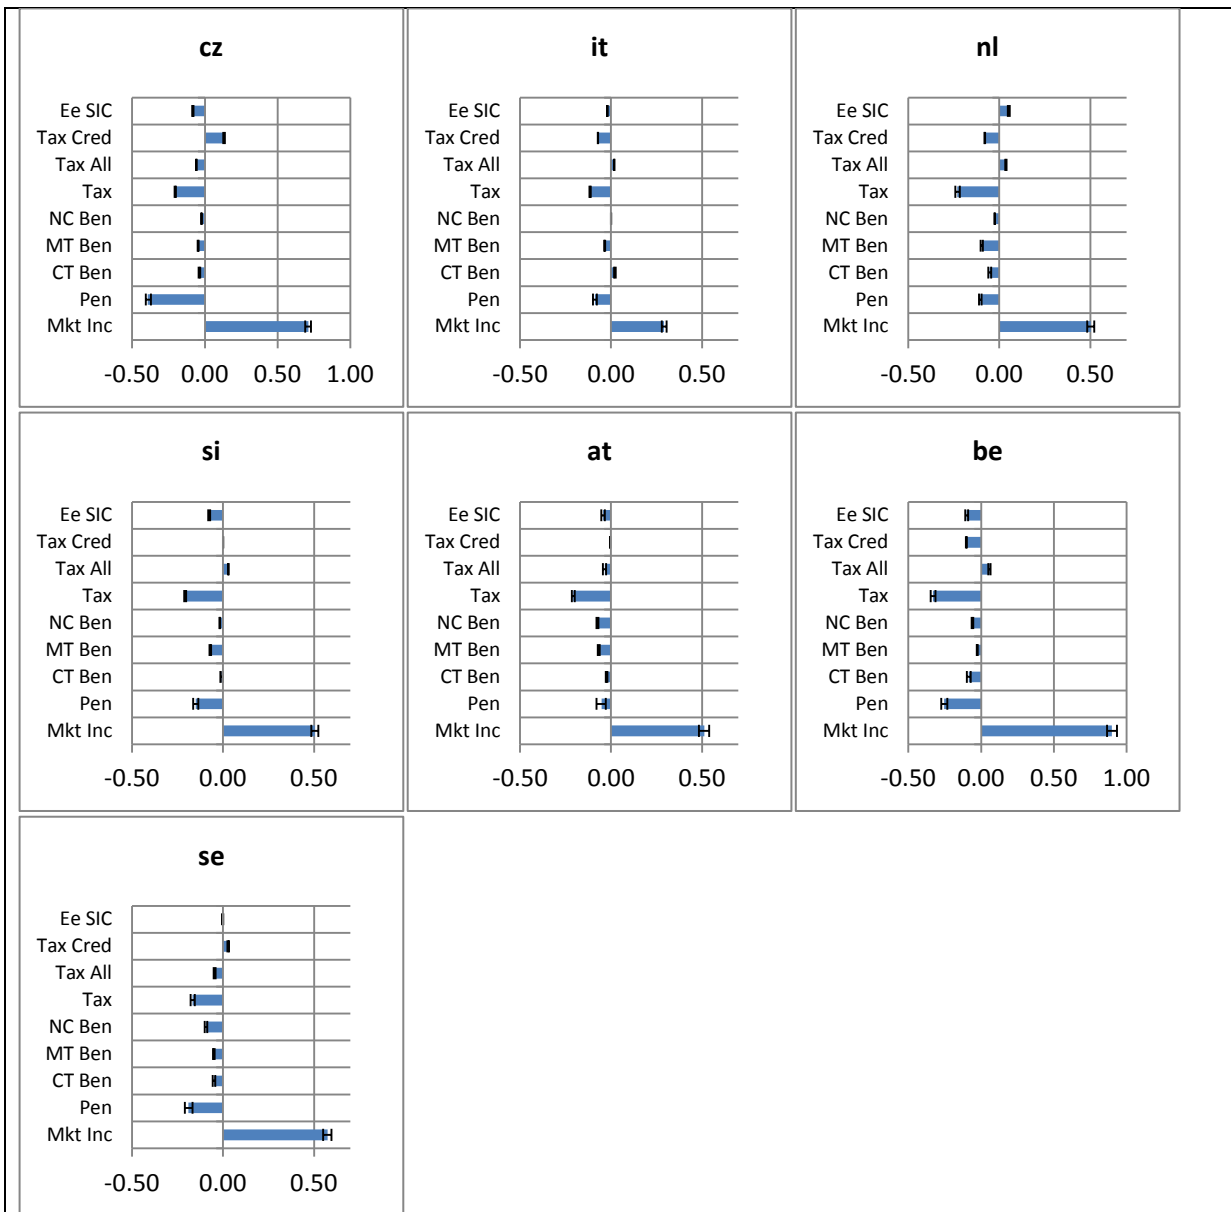 cz
Ee SIC
Tax Cred
Tax All
Tax
NC Ben
MT Ben
CT Ben
Pen
Mkt Inc
-0.50 0.00 0.50 1.00
it
Ee SIC
Tax Cred
Tax All
Tax
NC Ben
MT Ben
CT Ben
Pen
Mkt Inc
-0.50 0.00 0.50
nl
Ee SIC
Tax Cred
Tax All
Tax
NC Ben
MT Ben
CT Ben
Pen
Mkt Inc
-0.50 0.00 0.50
si
Ee SIC
Tax Cred
Tax All
Tax
NC Ben
MT Ben
CT Ben
Pen
Mkt Inc
-0.50 0.00 0.50
at
Ee SIC
Tax Cred
Tax All
Tax
NC Ben
MT Ben
CT Ben
Pen
Mkt Inc
-0.50 0.00 0.50
be
Ee SIC
Tax Cred
Tax All
Tax
NC Ben
MT Ben
CT Ben
Pen
Mkt Inc
-0.50 0.00 0.50 1.00
se
Ee SIC
Tax Cred
Tax All
Tax
NC Ben
MT Ben
CT Ben
Pen
Mkt Inc
-0.50 0.00 0.50